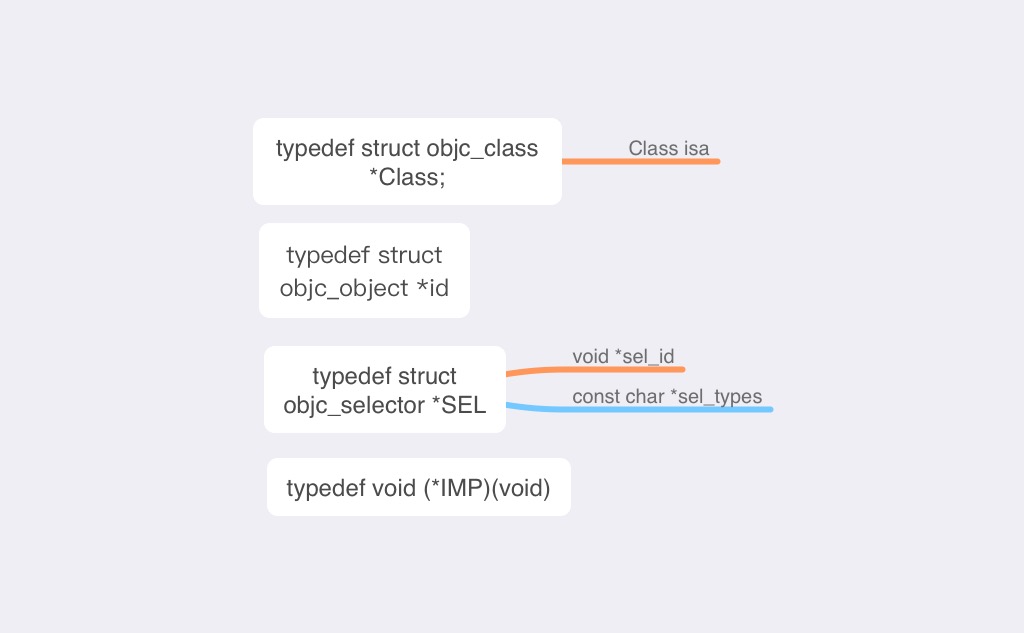 typedef struct objc_class
*Class;
Class isa
typedef struct
objc_object *id
typedef struct
objc_selector *SEL
void *sel_id
const char *sel_types
typedef void (*IMP)(void)